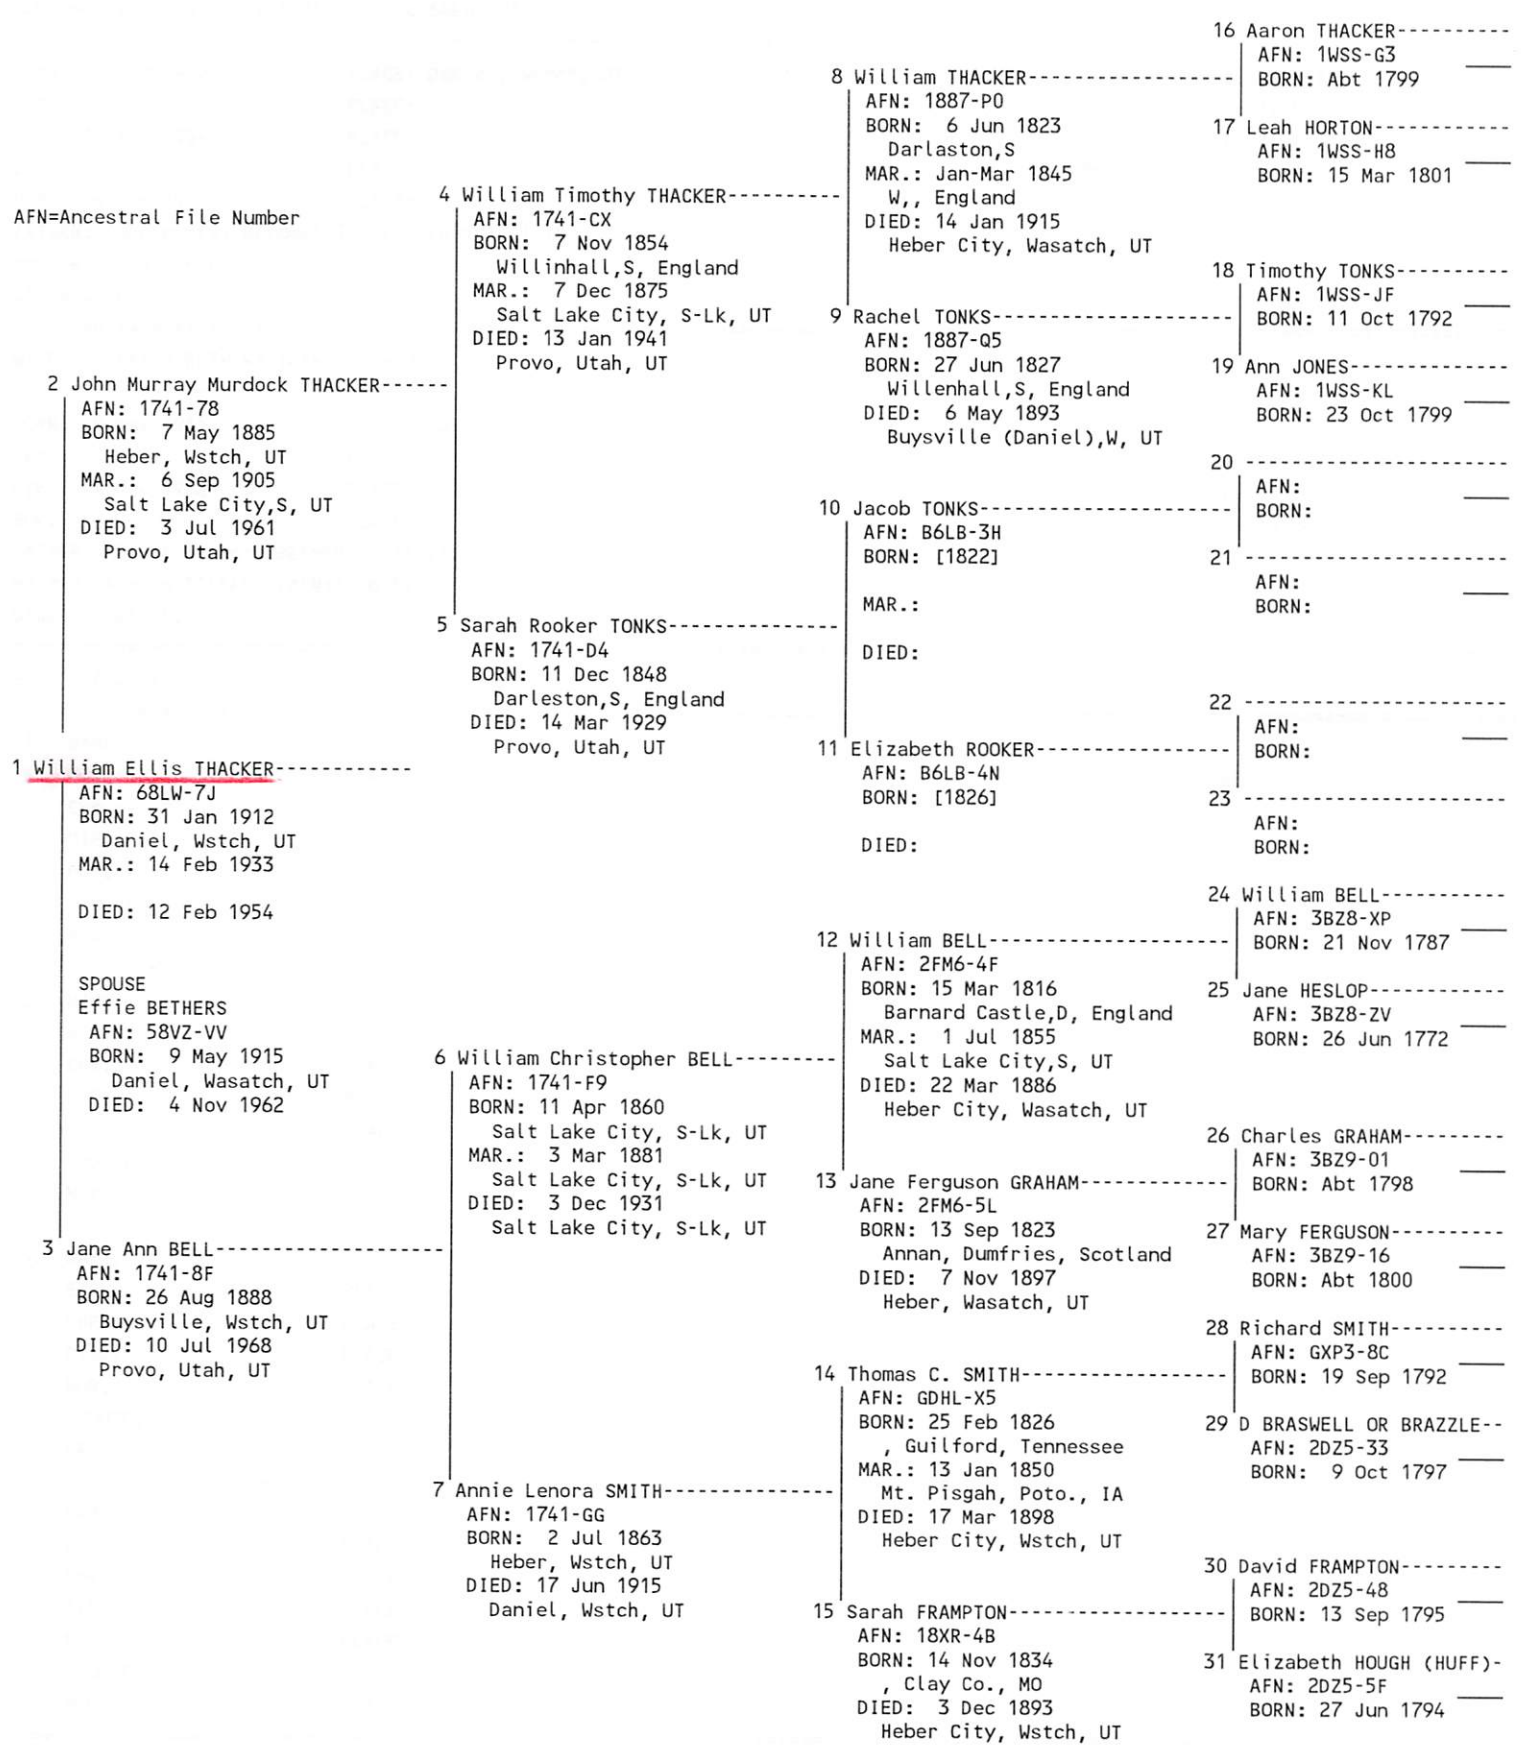 AFN=Ancestral File Number
1 William Ellis THACKER------------
AFN: 68LW-7J
BORN: 31 Jan 1912
Daniel, Wstch, UT
MAR.: 14 Feb 1933
DIED: 12 Feb 1954
SPOUSE
Effie BETHERS
AFN: 58VZ-VV
BORN:  9 May 1915
Daniel, Wasatch, UT
DIED:  4 Nov 1962
2 John Murray Murdock THACKER------
AFN: 1741-78
BORN:  7 May 1885
Heber, Wstch, UT
MAR.:  6 Sep 1905
Salt Lake City,S, UT
DIED:  3 Jul 1961
Provo, Utah, UT
3 Jane Ann BELL--------------------
AFN: 1741-8F
BORN: 26 Aug 1888
Buysville, Wstch, UT
DIED: 10 Jul 1968
Provo, Utah, UT
4 William Timothy THACKER----------
AFN: 1741-CX
BORN:  7 Nov 1854
Willinhall,S, England
MAR.:  7 Dec 1875
Salt Lake City, S-Lk, UT
DIED: 13 Jan 1941
Provo, Utah, UT
5 Sarah Rooker TONKS---------------
AFN: 1741-D4
BORN: 11 Dec 1848
Darleston,S, England
DIED: 14 Mar 1929
Provo, Utah, UT
6 William Christopher BELL---------
AFN: 1741-F9
BORN: 11 Apr 1860
Salt Lake City, S-Lk, UT
MAR.:  3 Mar 1881
Salt Lake City, S-Lk, UT
DIED:  3 Dec 1931
Salt Lake City, S-Lk, UT
7 Annie Lenora SMITH---------------
AFN: 1741-GG
BORN:  2 Jul 1863
Heber, Wstch, UT
DIED: 17 Jun 1915
Daniel, Wstch, UT
8 William THACKER------------------
AFN: 1887-P0
BORN:  6 Jun 1823
Darlaston,S
MAR.: Jan-Mar 1845
W,, England
DIED: 14 Jan 1915
Heber City, Wasatch, UT
9 Rachel TONKS---------------------
AFN: 1887-Q5
BORN: 27 Jun 1827
Willenhall,S, England
DIED:  6 May 1893
Buysville (Daniel),W, UT
10 Jacob TONKS----------------------
AFN: B6LB-3H
BORN: [1822]
MAR.:
DIED:
11 Elizabeth ROOKER-----------------
AFN: B6LB-4N
BORN: [1826]
DIED:
12 William BELL---------------------
AFN: 2FM6-4F
BORN: 15 Mar 1816
Barnard Castle,D, England
MAR.:  1 Jul 1855
Salt Lake City,S, UT
DIED: 22 Mar 1886
Heber City, Wasatch, UT
13 Jane Ferguson GRAHAM-------------
AFN: 2FM6-5L
BORN: 13 Sep 1823
Annan, Dumfries, Scotland
DIED:  7 Nov 1897
Heber, Wasatch, UT
14 Thomas C. SMITH------------------
AFN: GDHL-X5
BORN: 25 Feb 1826
, Guilford, Tennessee
MAR.: 13 Jan 1850
Mt. Pisgah, Poto., IA
DIED: 17 Mar 1898
Heber City, Wstch, UT
15 Sarah FRAMPTON-------------------
AFN: 18XR-4B
BORN: 14 Nov 1834
, Clay Co., MO
DIED:  3 Dec 1893
Heber City, Wstch, UT
16 Aaron THACKER----------
AFN: 1WSS-G3
BORN: Abt 1799
17 Leah HORTON------------
AFN: 1WSS-H8
BORN: 15 Mar 1801
18 Timothy TONKS----------
AFN: 1WSS-JF
BORN: 11 Oct 1792
19 Ann JONES--------------
AFN: 1WSS-KL
BORN: 23 Oct 1799
20 -----------------------
AFN:
BORN:
21 -----------------------
AFN:
BORN:
22 -----------------------
AFN:
BORN:
23 -----------------------
AFN:
BORN:
24 William BELL-----------
AFN: 3BZ8-XP
BORN: 21 Nov 1787
25 Jane HESLOP------------
AFN: 3BZ8-ZV
BORN: 26 Jun 1772
26 Charles GRAHAM---------
AFN: 3BZ9-01
BORN: Abt 1798
27 Mary FERGUSON----------
AFN: 3BZ9-16
BORN: Abt 1800
28 Richard SMITH----------
AFN: GXP3-8C
BORN: 19 Sep 1792
29 D BRASWELL OR BRAZZLE--
AFN: 2DZ5-33
BORN:  9 Oct 1797
30 David FRAMPTON---------
AFN: 2DZ5-48
BORN: 13 Sep 1795
31 Elizabeth HOUGH (HUFF)-
AFN: 2DZ5-5F
BORN: 27 Jun 1794